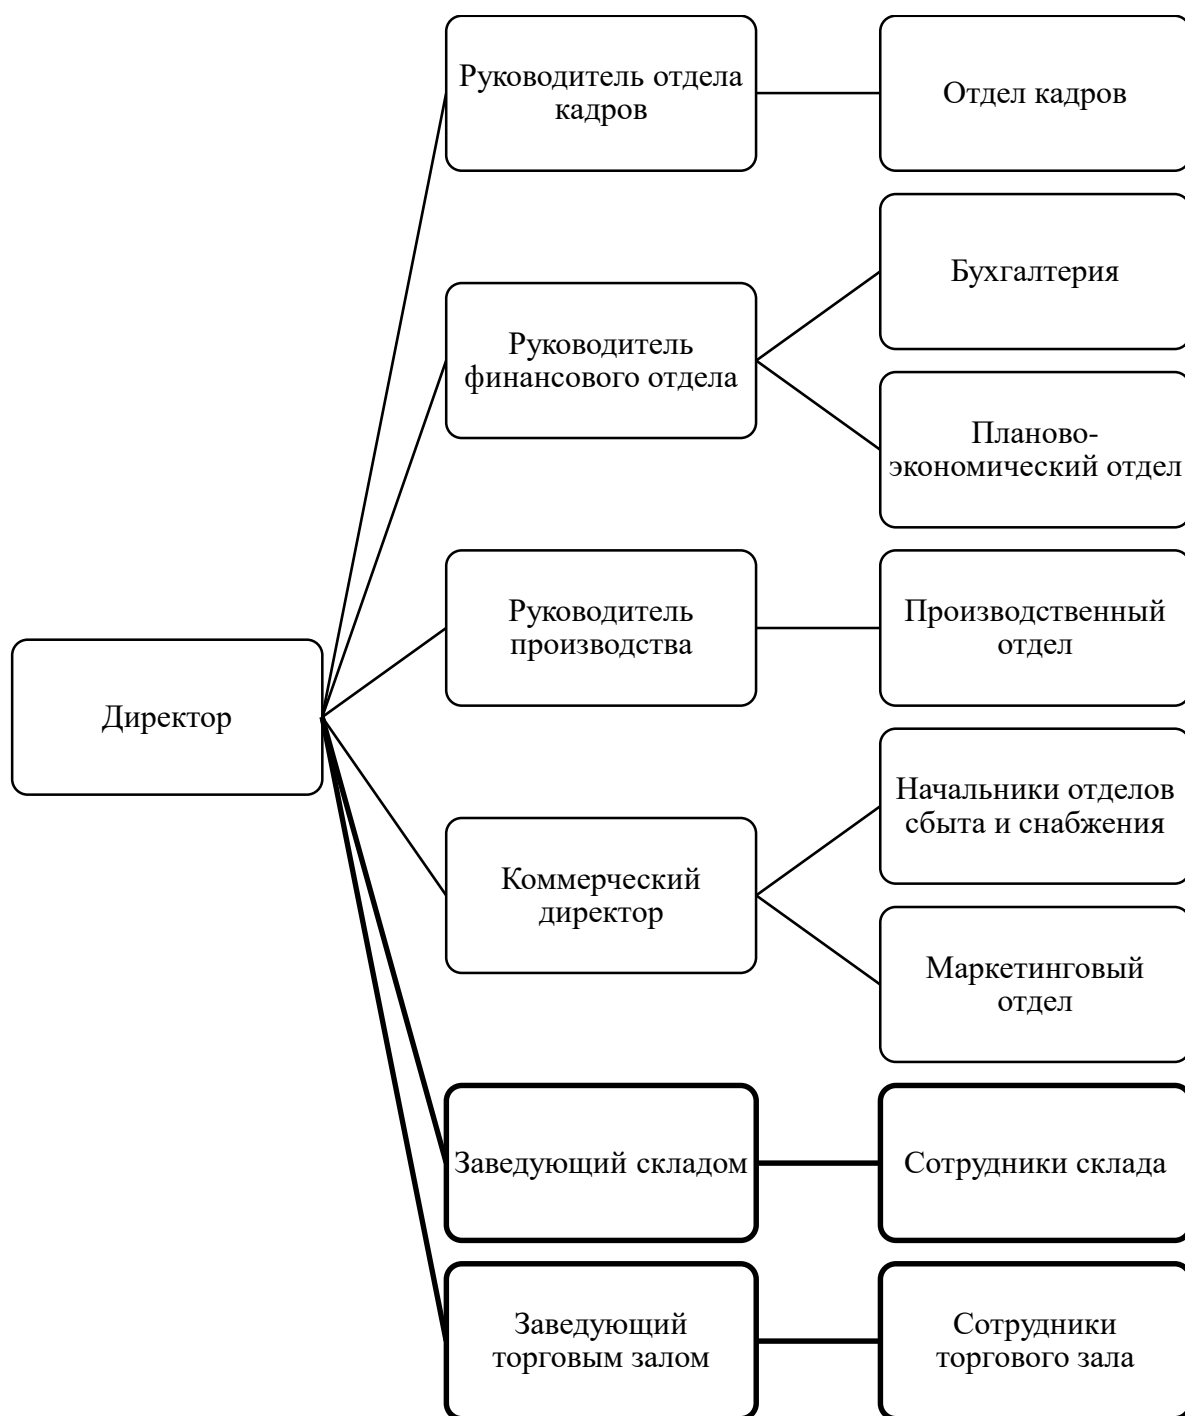 Руководитель отдела
кадров
Отдел кадров
Бухгалтерия
Руководитель
финансового отдела
Планово-
экономический отдел
Руководитель
производства
Производственный
отдел
Директор
Начальники отделов
сбыта и снабжения
Коммерческий
директор
Маркетинговый
отдел
Заведующий складом
Сотрудники склада
Заведующий
торговым залом
Сотрудники
торгового зала